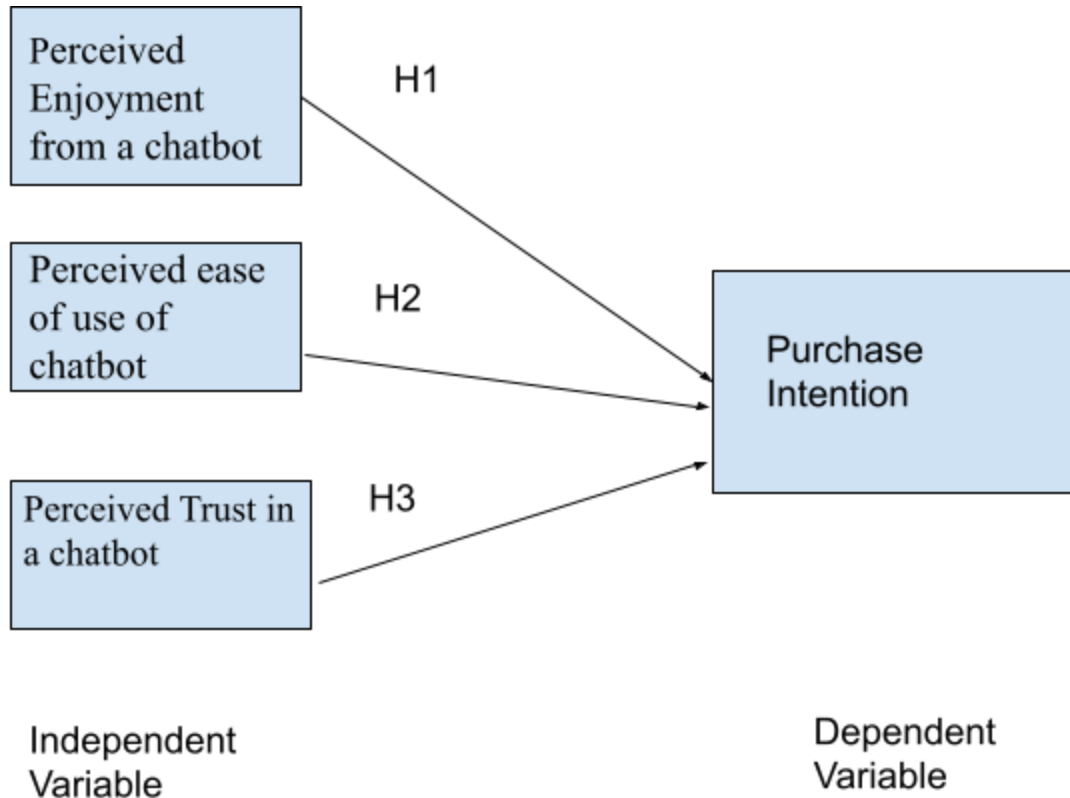 Perceived
Enjoyment
from a chatbot
H1
Perceived ease
of use of
chatbot
H2
Purchase
Intention
Perceived Trust in
a chatbot
H3
Independent
Variable
Dependent
Variable